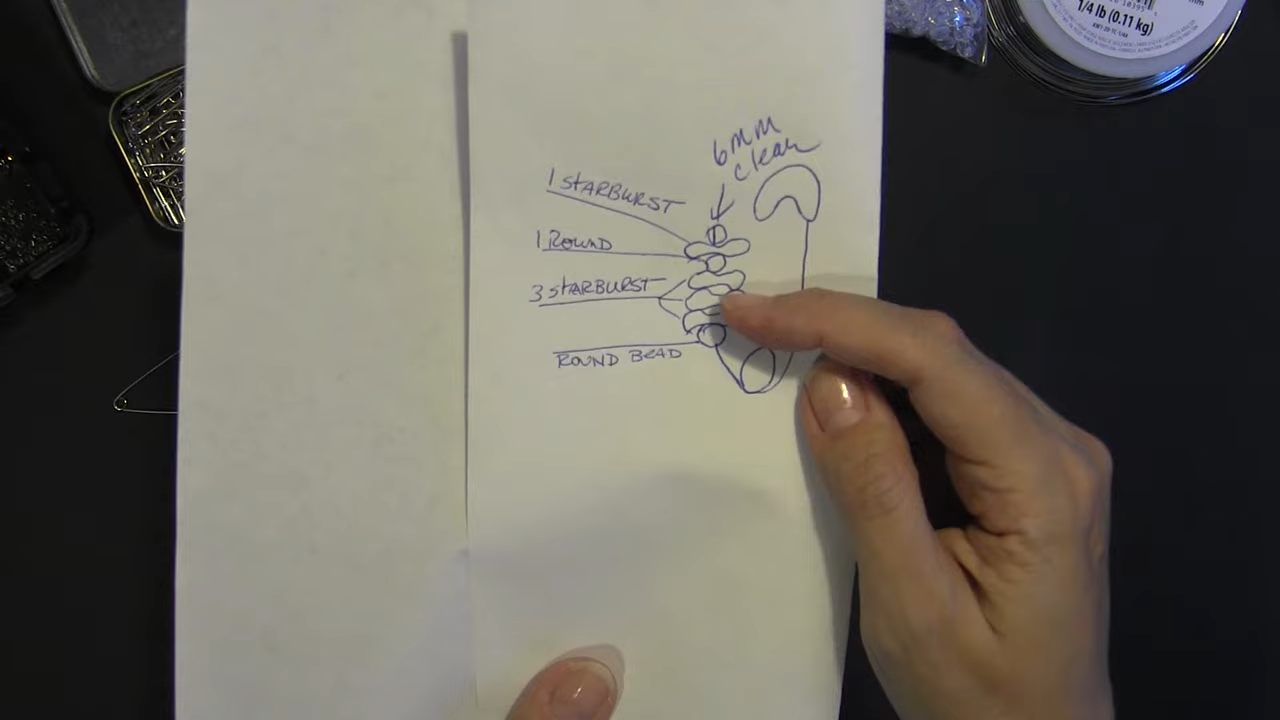 1/4 lb (0.11 kg)
6MM
clear
1 STARBURST
1 ROUND
3 STARBURST
ROUND BEAD